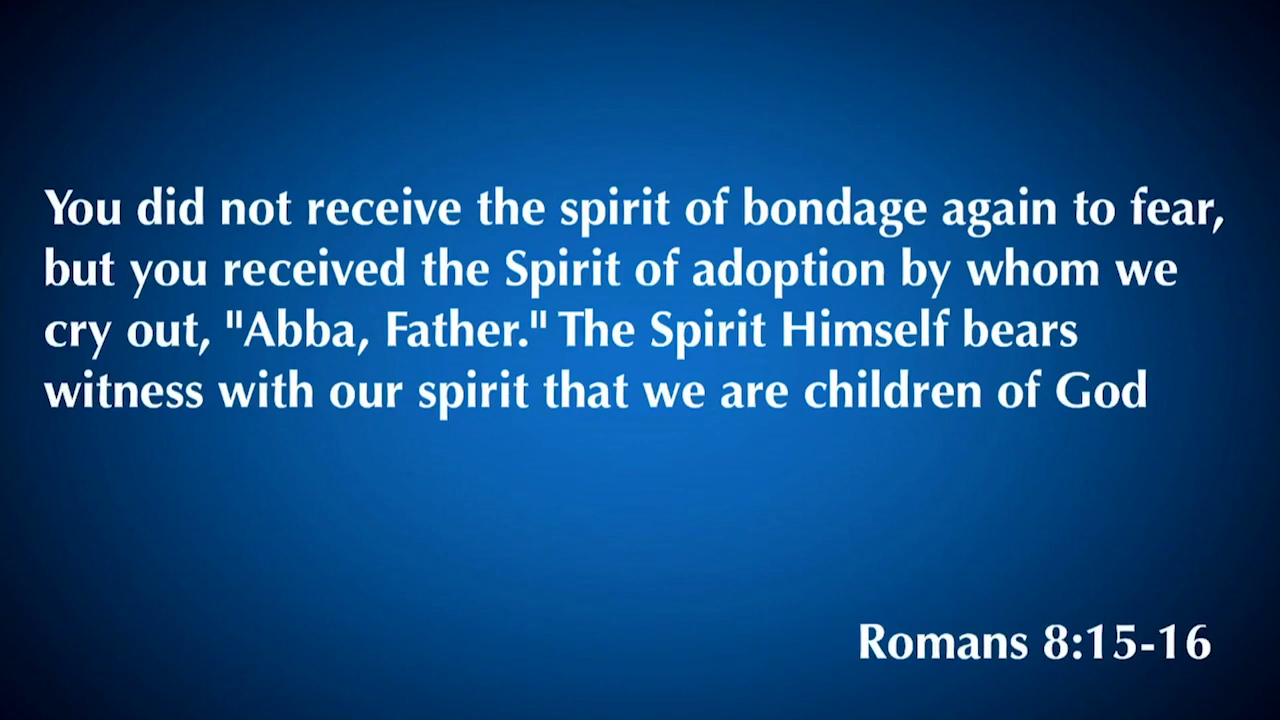 You did not receive the spirit of bondage again to fear,
but you received the Spirit of adoption by whom we
cry out, "Abba, Father." The Spirit Himself bears
witness with our spirit that we are children of God
Romans 8:15-16